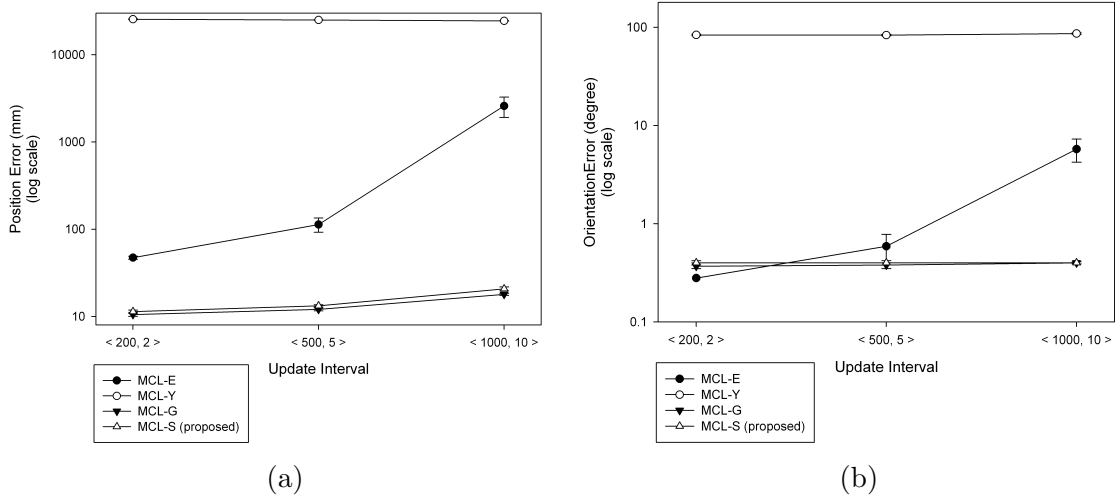 Position Error (mm)
(log scale)
10000
1000
100
10
< 200, 2 >
< 500, 5 >
< 1000, 10 >
Update Interval
MCL-E
MCL-Y
MCL-G
MCL-S (proposed)
(a)
OrientationError (degree)
(log scale)
100
10
1
0.1
< 200, 2 >
< 500, 5 >
< 1000, 10 >
Update Interval
MCL-E
MCL-Y
MCL-G
MCL-S (proposed)
(b)